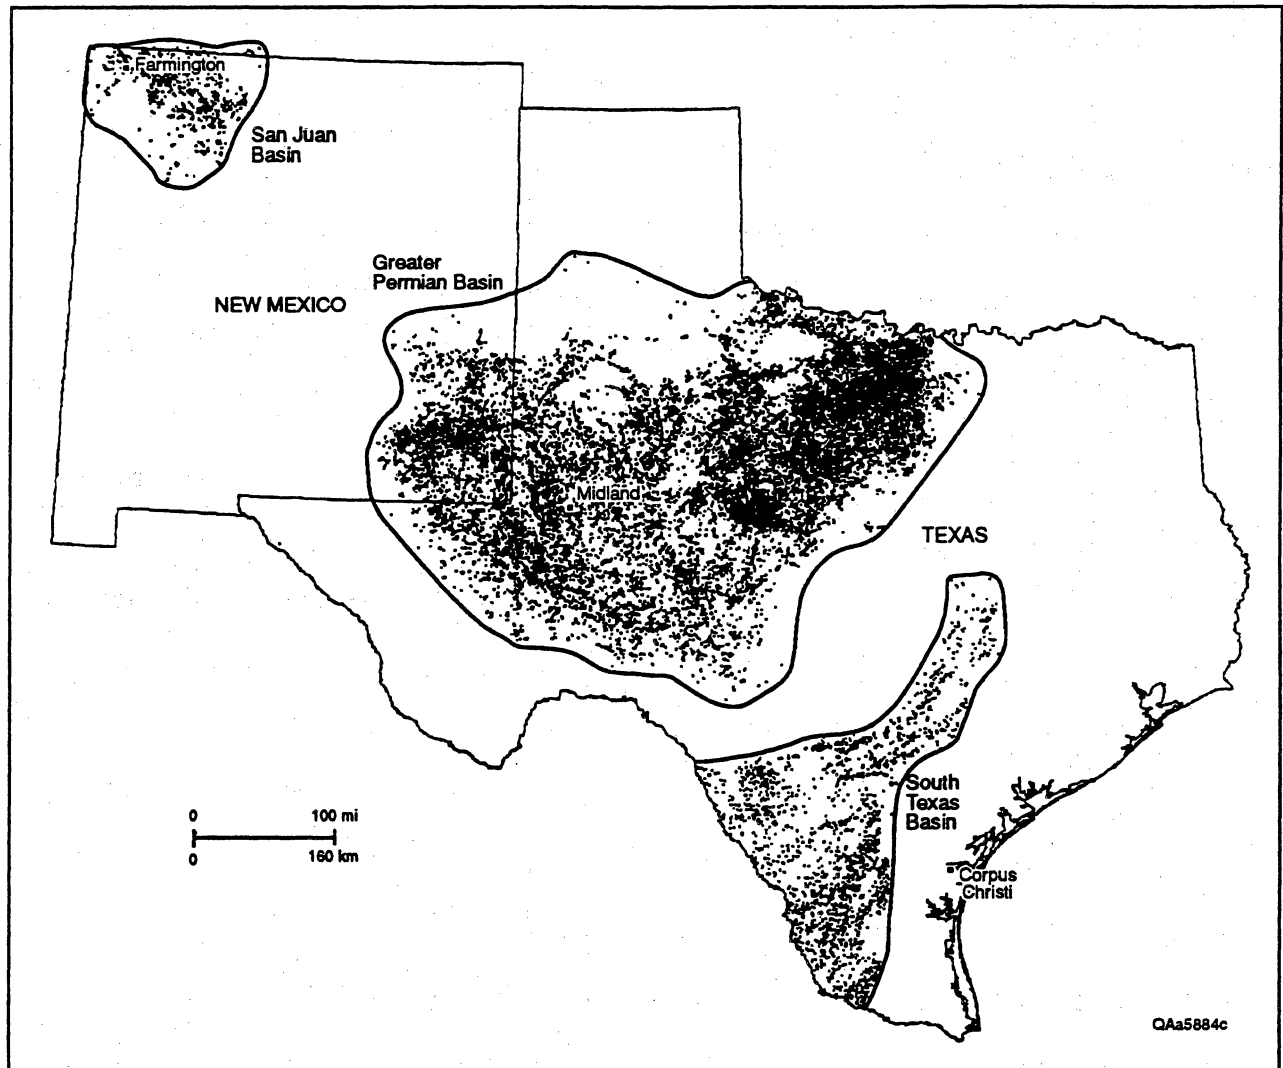 Farmington
San Juan
Basin
Greater
Permian Basin
NEW MEXICO
Midland
TEXAS
South
Texas
Basin
0
100 mi
0
160 km
Corpus
Christi
QAa5884c